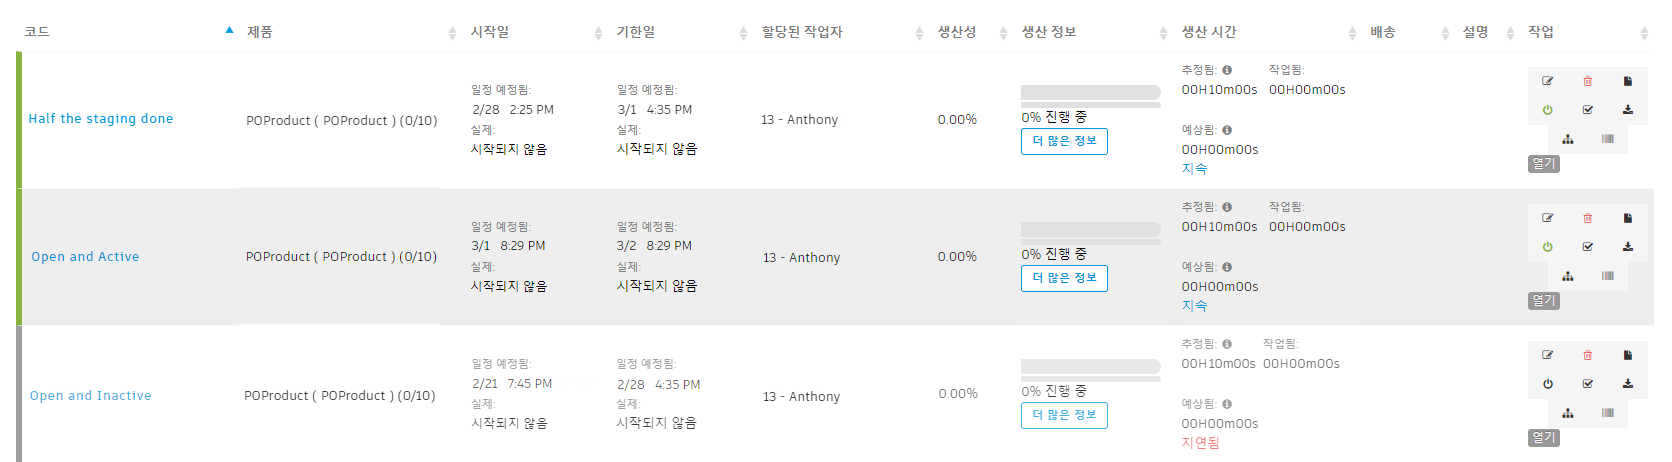 코드 제품 시작일 기한일 할당된 작업자 생산성 생산 정보 생산 시간 배송 설명 작업
Half the staging done
POProduct ( POProduct ) (0/10)
일정 예정됨:
2/28 2:25 PM
실제:
시작되지 않음
일정 예정됨:
3/1 4:35 PM
실제:
시작되지 않음
13 - Anthony
0.00%
0% 진행 중
더 많은 정보
추정됨: 작업됨:
00H10m00s 00H00m00s
예상됨:
00H00m00s
지속
열기
Open and Active
POProduct ( POProduct ) (0/10)
일정 예정됨:
3/1 8:29 PM
실제:
시작되지 않음
일정 예정됨:
3/2 8:29 PM
실제:
시작되지 않음
13 - Anthony
0.00%
0% 진행 중
더 많은 정보
추정됨: 작업됨:
00H10m00s 00H00m00s
예상됨:
00H00m00s
지속
열기
Open and Inactive
POProduct ( POProduct ) (0/10)
일정 예정됨:
2/21 7:45 PM
실제:
시작되지 않음
일정 예정됨:
2/28 4:35 PM
실제:
시작되지 않음
13 - Anthony
0.00%
0% 진행 중
더 많은 정보
추정됨: 작업됨:
00H10m00s 00H00m00s
예상됨:
00H00m00s
지연됨
열기